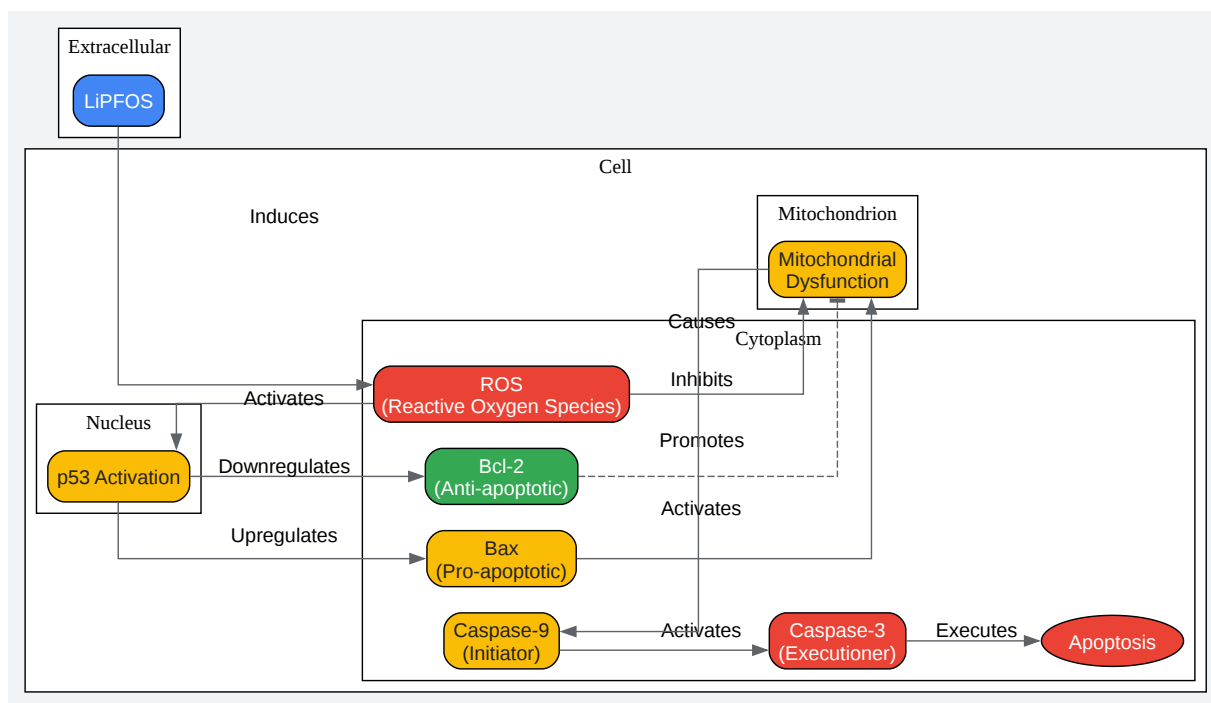 Extracellular
LiPFOS
Cell
Induces
Mitochondrion
Mitochondrial
Dysfunction
Causes
Cytoplasm
ROS
(Reactive Oxygen Species)
Inhibits
Activates
Nucleus
p53 Activation
Downregulates
Bcl-2
(Anti-apoptotic)
Promotes
Activates
Upregulates
Bax
(Pro-apoptotic)
Caspase-9
(Initiator)
Activates
Caspase-3
(Executioner)
Executes
Apoptosis